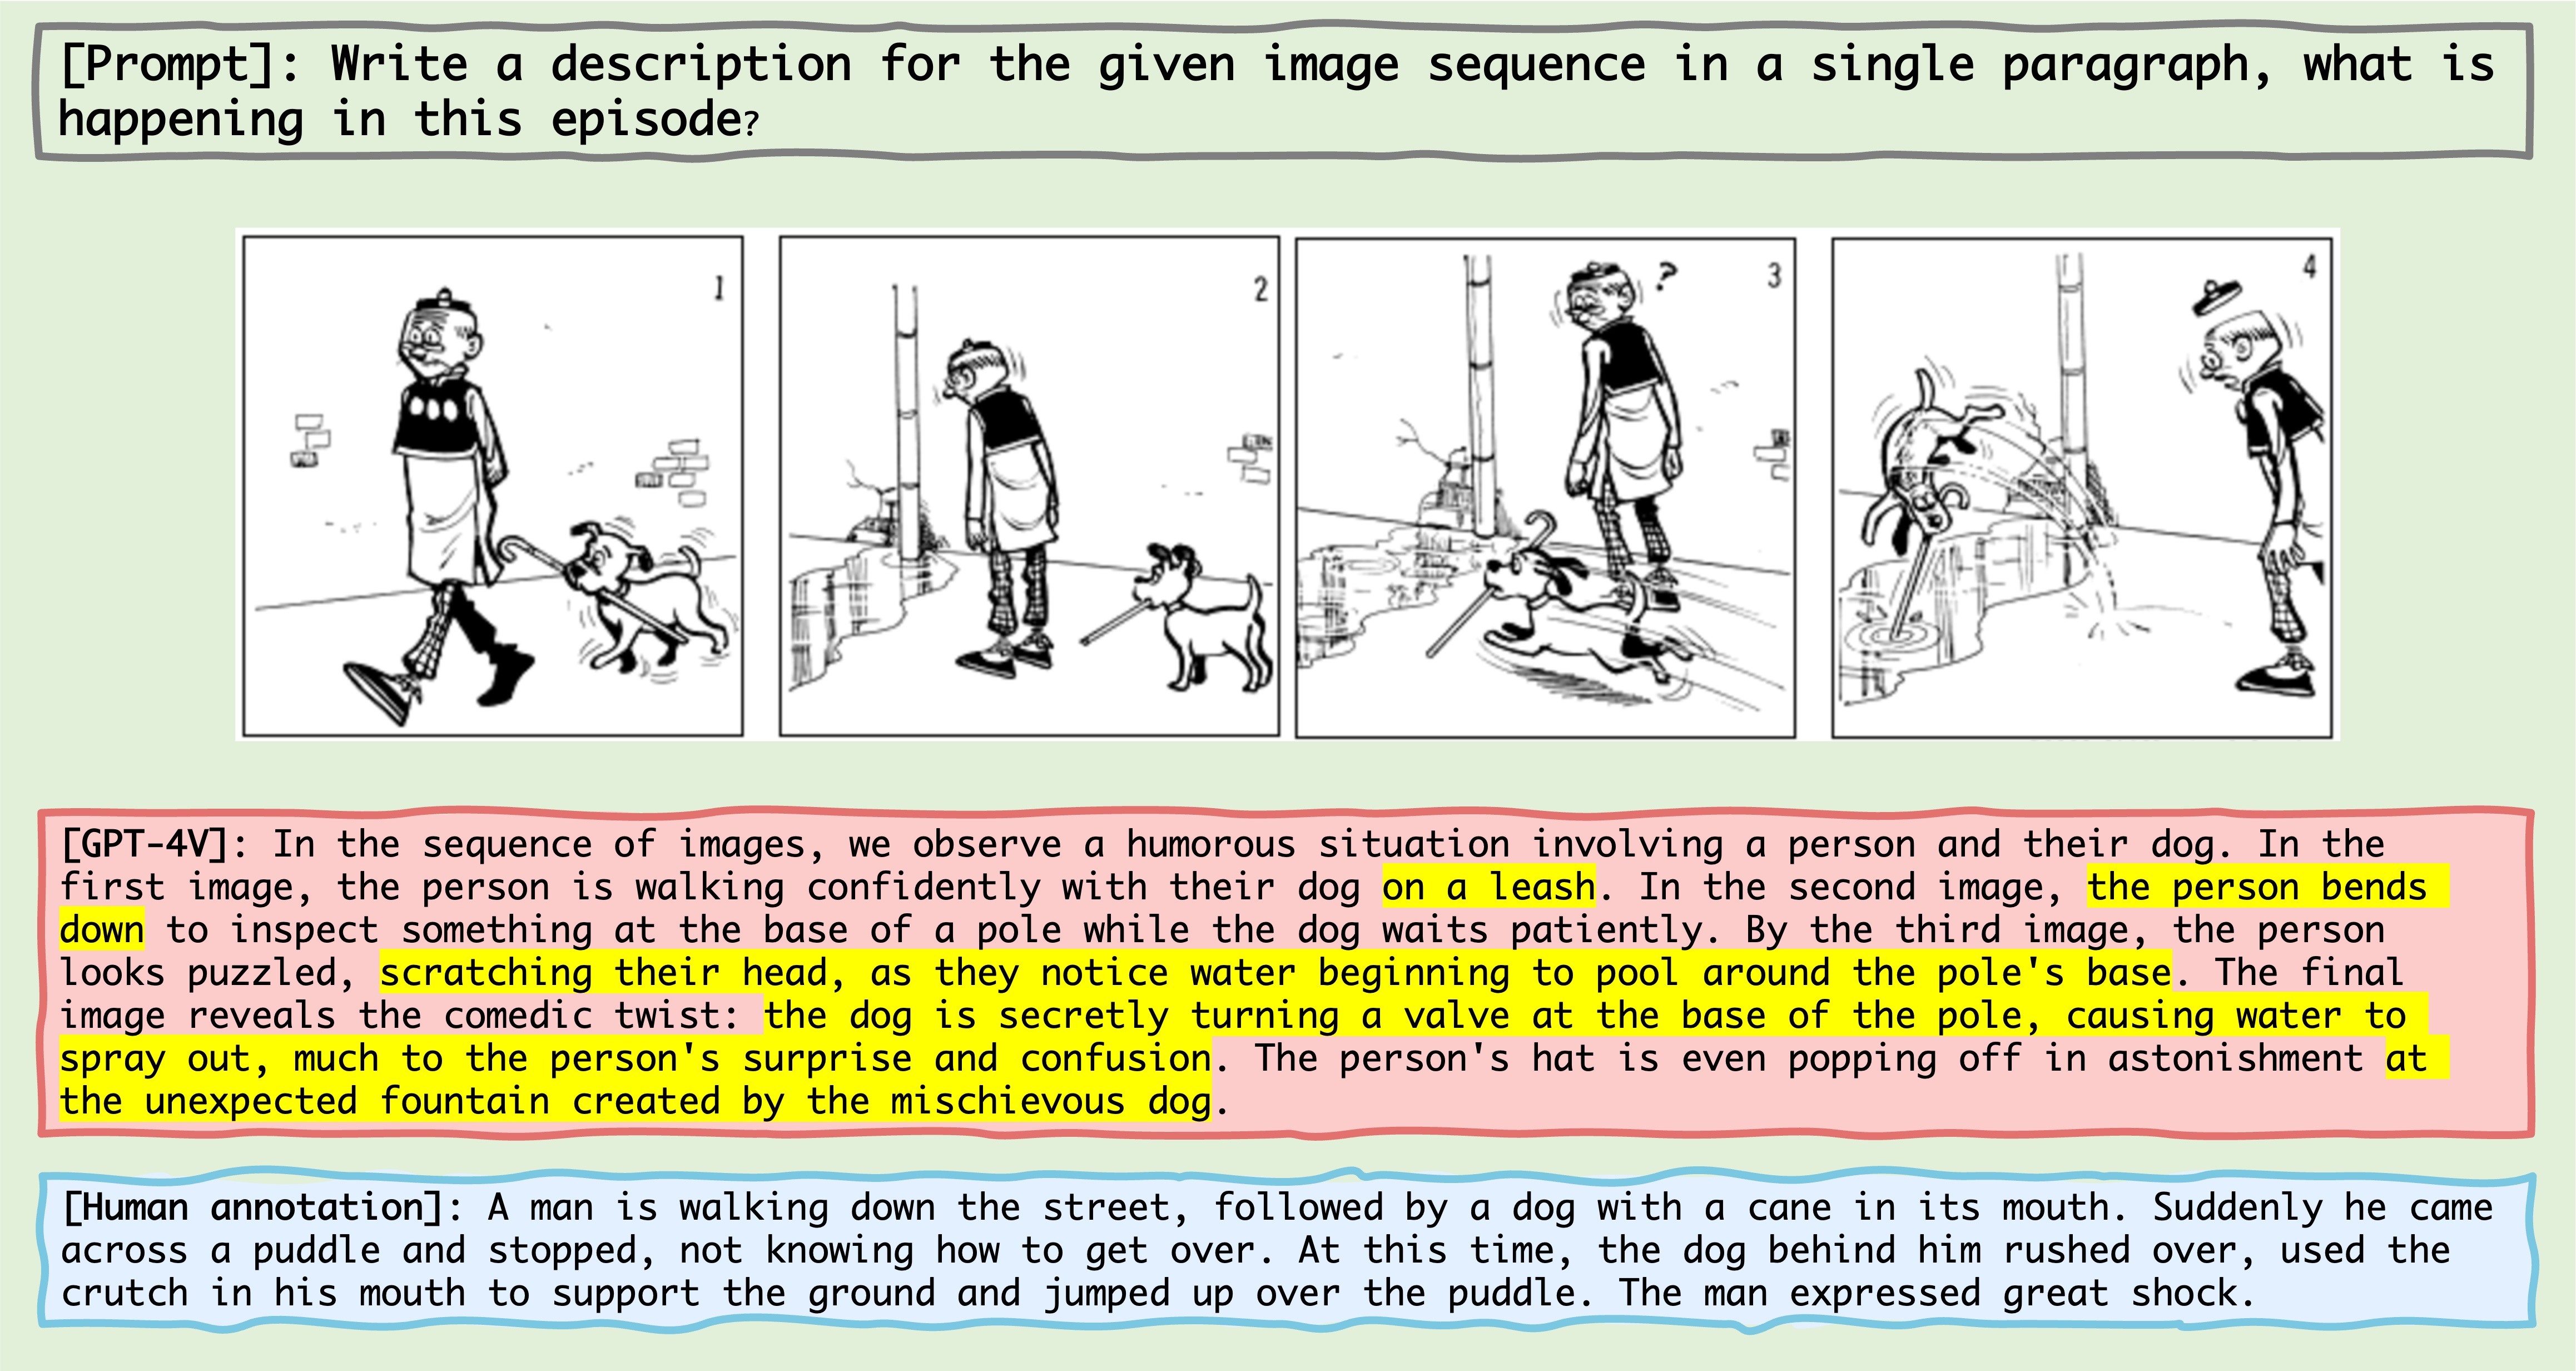 [Prompt]: Write a description for the given image sequence in a single paragraph, what is
happening in this episode?
1
2
?
3
4
[GPT-4V]: In the sequence of images, we observe a humorous situation involving a person and their dog. In the
first image, the person is walking confidently with their dog on a leash. In the second image, the person bends
down to inspect something at the base of a pole while the dog waits patiently. By the third image, the person
looks puzzled, scratching their head, as they notice water beginning to pool around the pole's base. The final
image reveals the comedic twist: the dog is secretly turning a valve at the base of the pole, causing water to
spray out, much to the person's surprise and confusion. The person's hat is even popping off in astonishment at
the unexpected fountain created by the mischievous dog.
[Human annotation]: A man is walking down the street, followed by a dog with a cane in its mouth. Suddenly he came
across a puddle and stopped, not knowing how to get over. At this time, the dog behind him rushed over, used the
crutch in his mouth to support the ground and jumped up over the puddle. The man expressed great shock.